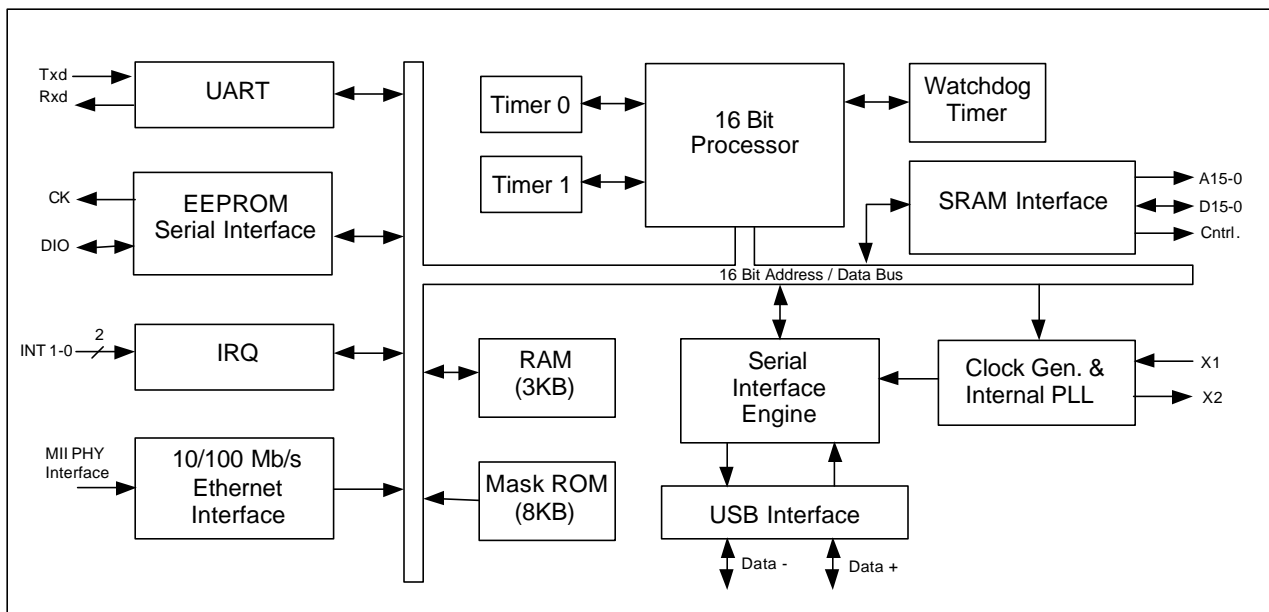 Txd
Rxd
UART
Timer 0
16 Bit
Processor
Watchdog
Timer
Timer 1
CK
DIO
EEPROM
Serial Interface
SRAM Interface
A15-0
D15-0
Cntrl.
16 Bit Address / Data Bus
INT 1-0
2
IRQ
RAM
(3KB)
Serial
Interface
Engine
Clock Gen. &
Internal PLL
X1
X2
MII PHY
Interface
10/100 Mb/s
Ethernet
Interface
Mask ROM
(8KB)
USB Interface
Data -
Data +